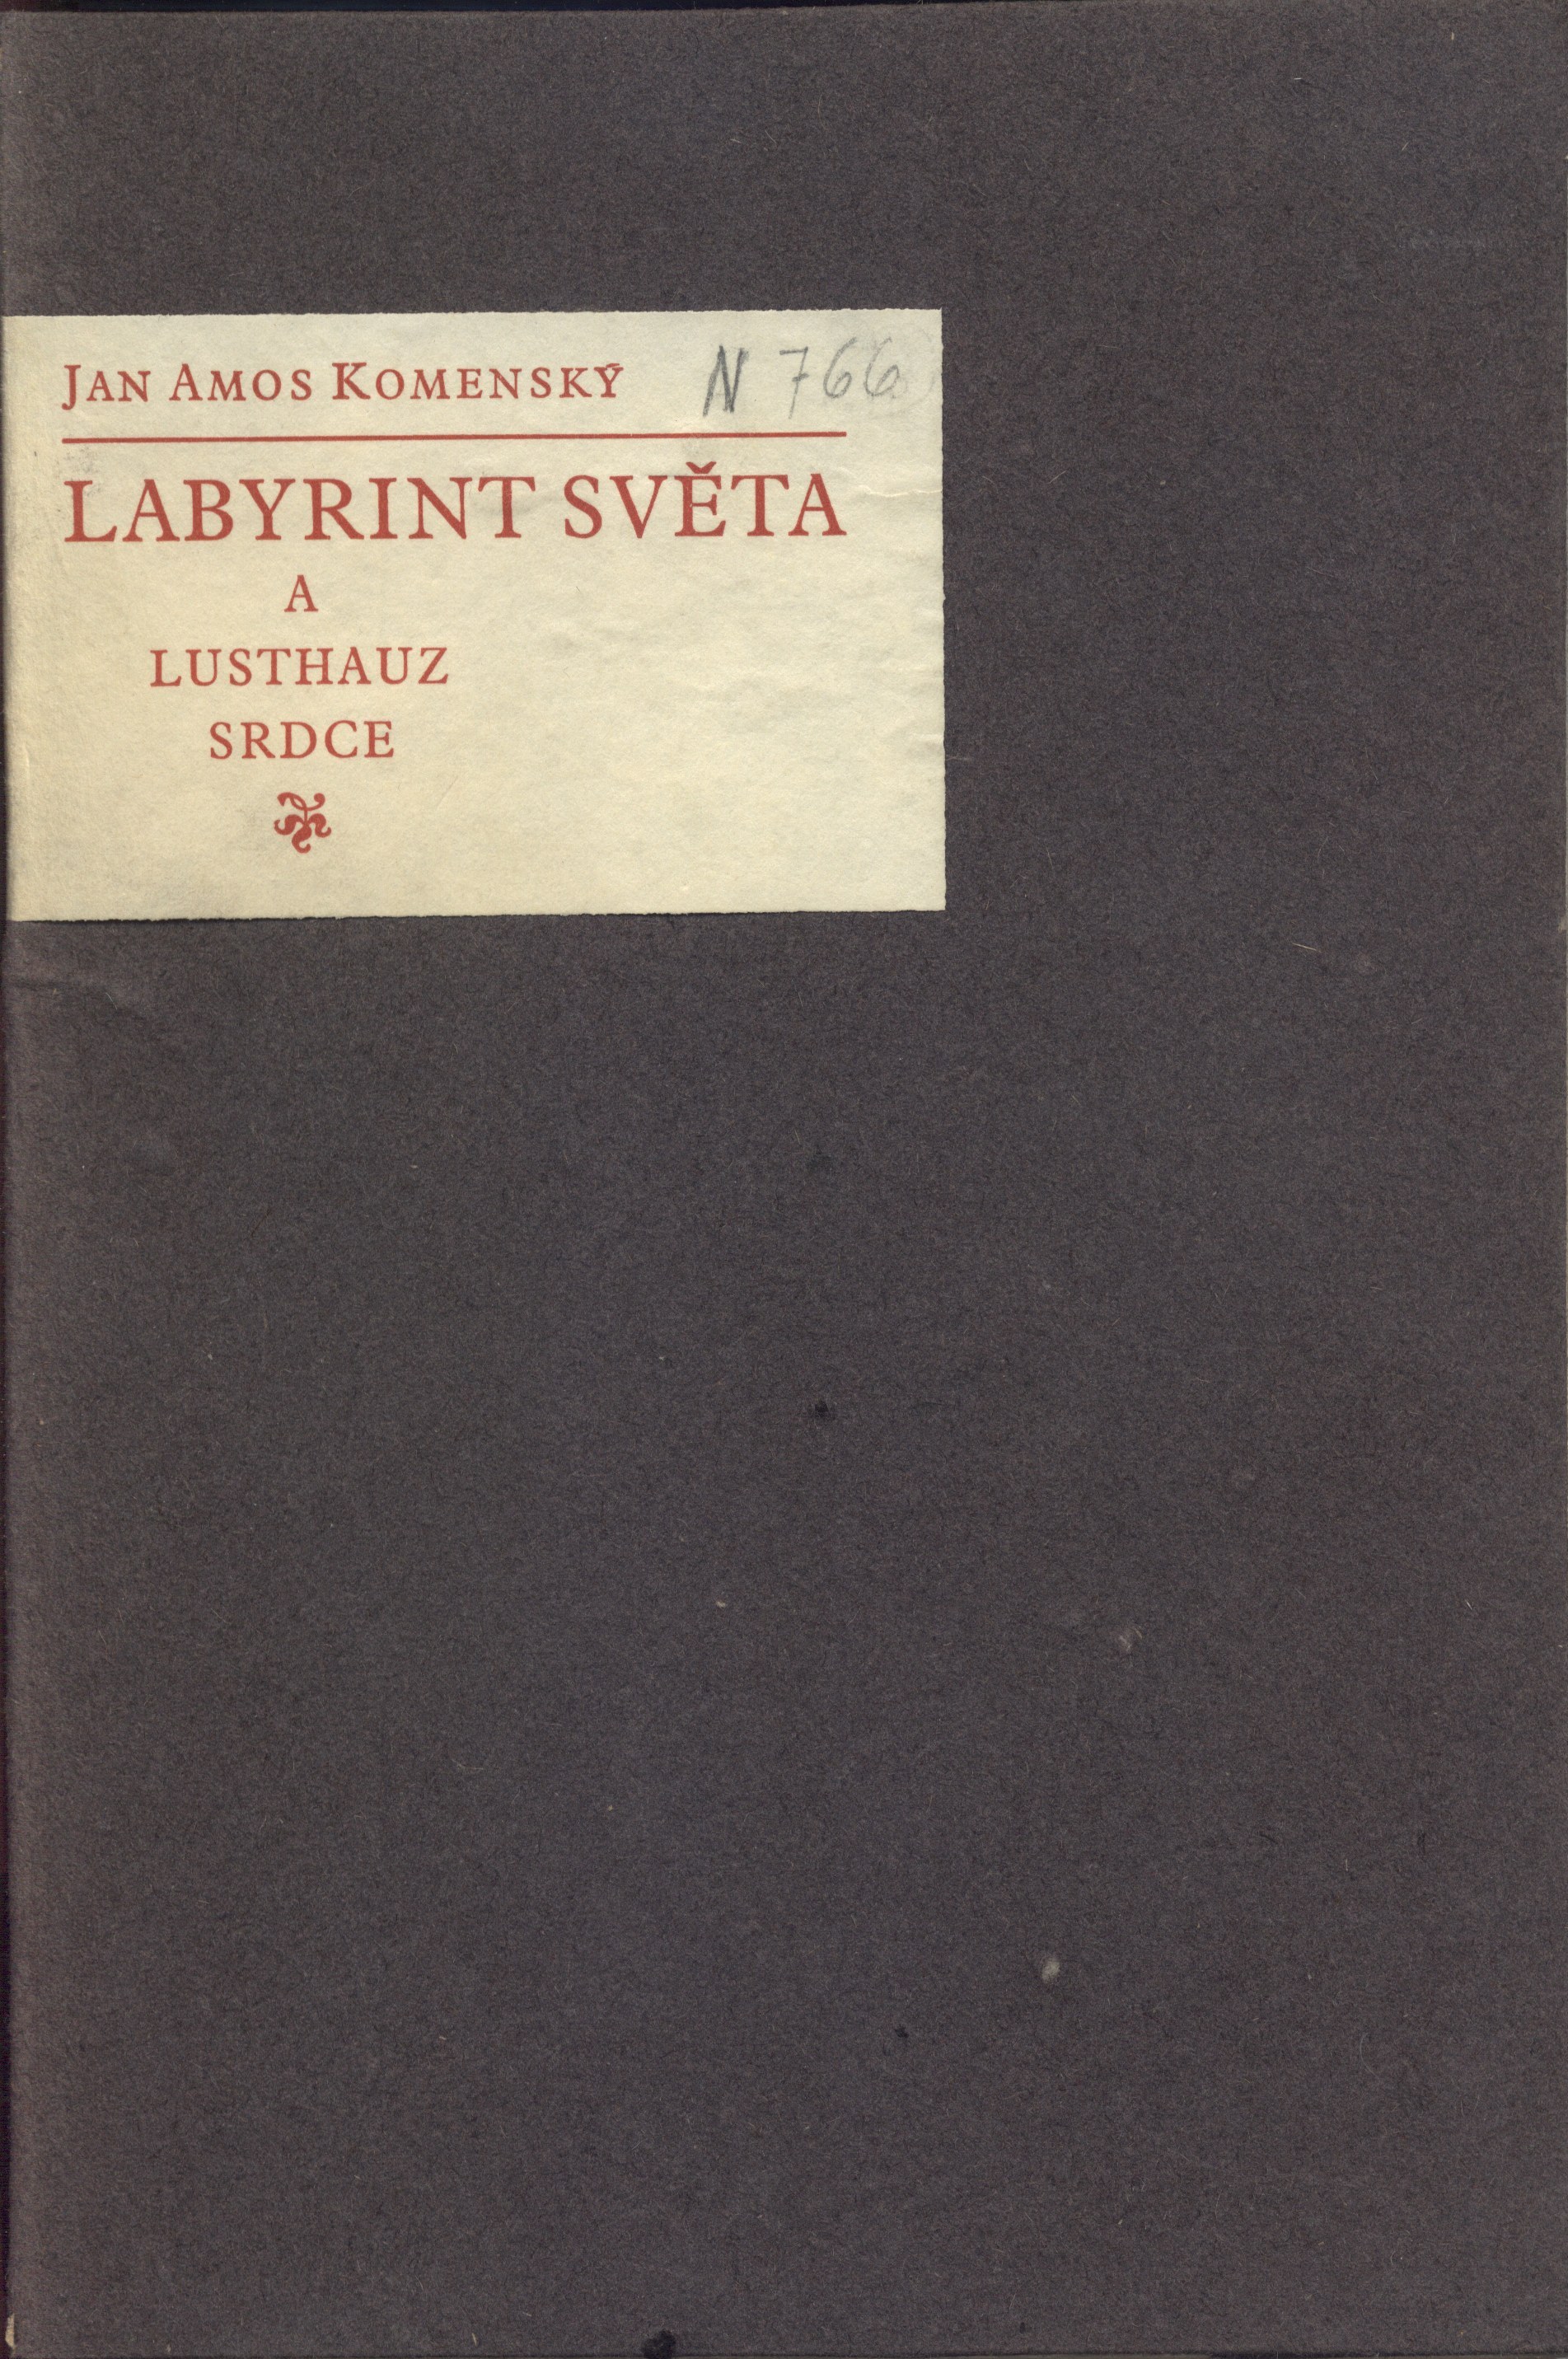 JAN AMOS KOMENSKÝ N 766
LABYRINT SVĚTA
A
LUSTHAUZ
SRDCE